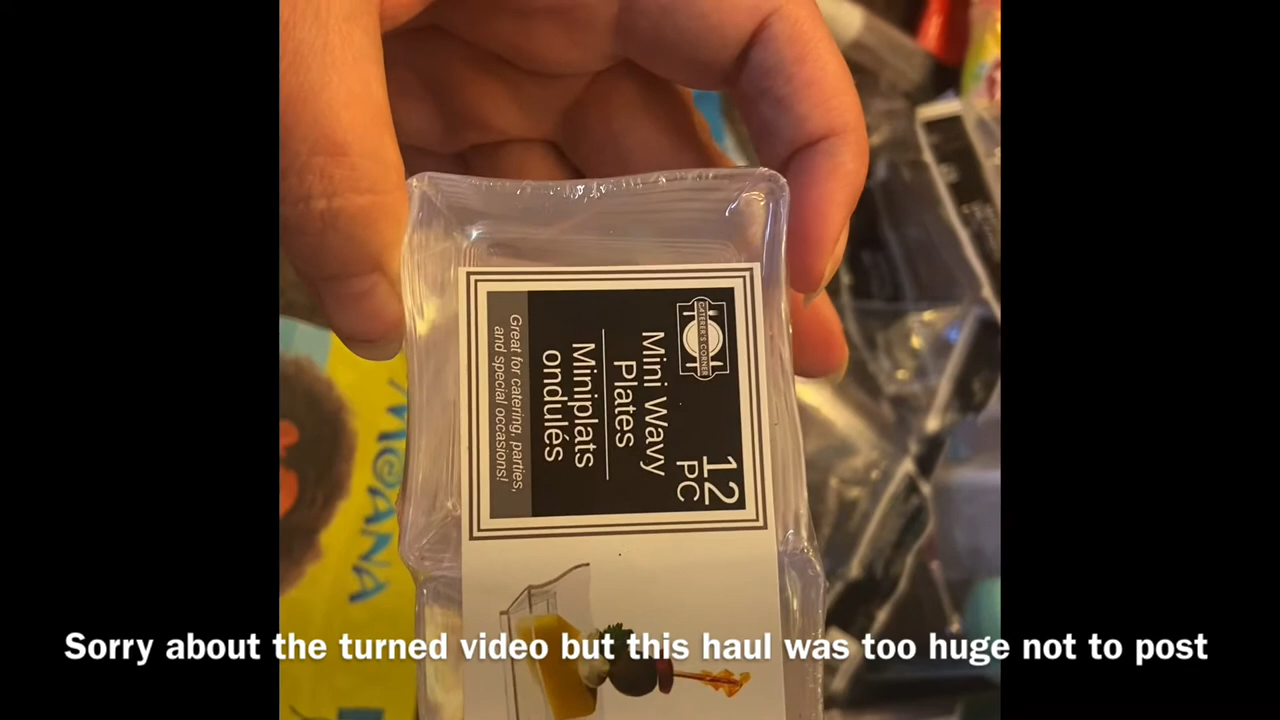 CATERER'S CORNER
12
PC
Mini Wavy
Plates
Miniplats
ondulés
Great for catering, parties,
and special occasions!
MOANA
Sorry about the turned video but this haul was too huge not to post